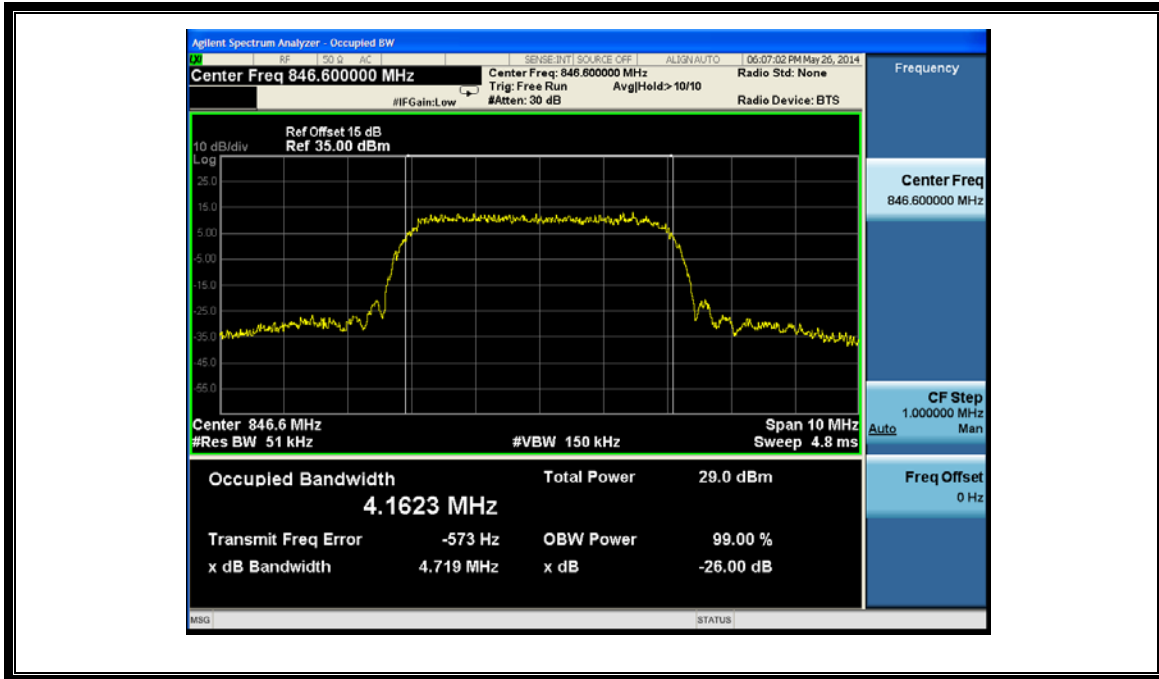 Agilent Spectrum Analyzer - Occupied BW
LXI RF 50 Ω AC SENSE:INT SOURCE OFF ALIGN AUTO 06:07:02 PM May 26, 2014
Center Freq 846.600000 MHz
Center Freq: 846.600000 MHz
Radio Std: None
Trig: Free Run Avg|Hold:> 10/10
#IFGain:Low
#Atten: 30 dB
Radio Device: BTS
Ref Offset 15 dB
10 dB/div Ref 35.00 dBm
Log
25.0
15.0
5.00
-5.00
-15.0
-25.0
-35.0
-45.0
-55.0
Center 846.6 MHz Span 10 MHz
#Res BW 51 kHz #VBW 150 kHz Sweep 4.8 ms
Occupied Bandwidth
4.1623 MHz
Total Power 29.0 dBm
Transmit Freq Error -573 Hz OBW Power 99.00 %
x dB Bandwidth 4.719 MHz x dB -26.00 dB
MSG STATUS
Frequency
Center Freq
846.600000 MHz
CF Step
1.000000 MHz
Auto Man
Freq Offset
0 Hz